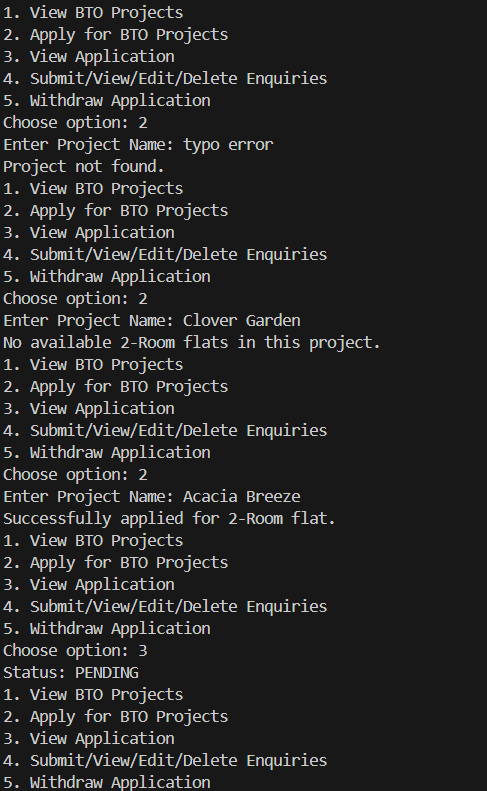 1. View BTO Projects
2. Apply for BTO Projects
3. View Application
4. Submit/View/Edit/Delete Enquiries
5. Withdraw Application
Choose option: 2
Enter Project Name: typo error
Project not found.
1. View BTO Projects
2. Apply for BTO Projects
3. View Application
4. Submit/View/Edit/Delete Enquiries
5. Withdraw Application
Choose option: 2
Enter Project Name: Clover Garden
No available 2-Room flats in this project.
1. View BTO Projects
2. Apply for BTO Projects
3. View Application
4. Submit/View/Edit/Delete Enquiries
5. Withdraw Application
Choose option: 2
Enter Project Name: Acacia Breeze
Successfully applied for 2-Room flat.
1. View BTO Projects
2. Apply for BTO Projects
3. View Application
4. Submit/View/Edit/Delete Enquiries
5. Withdraw Application
Choose option: 3
Status: PENDING
1. View BTO Projects
2. Apply for BTO Projects
3. View Application
4. Submit/View/Edit/Delete Enquiries
5. Withdraw Application